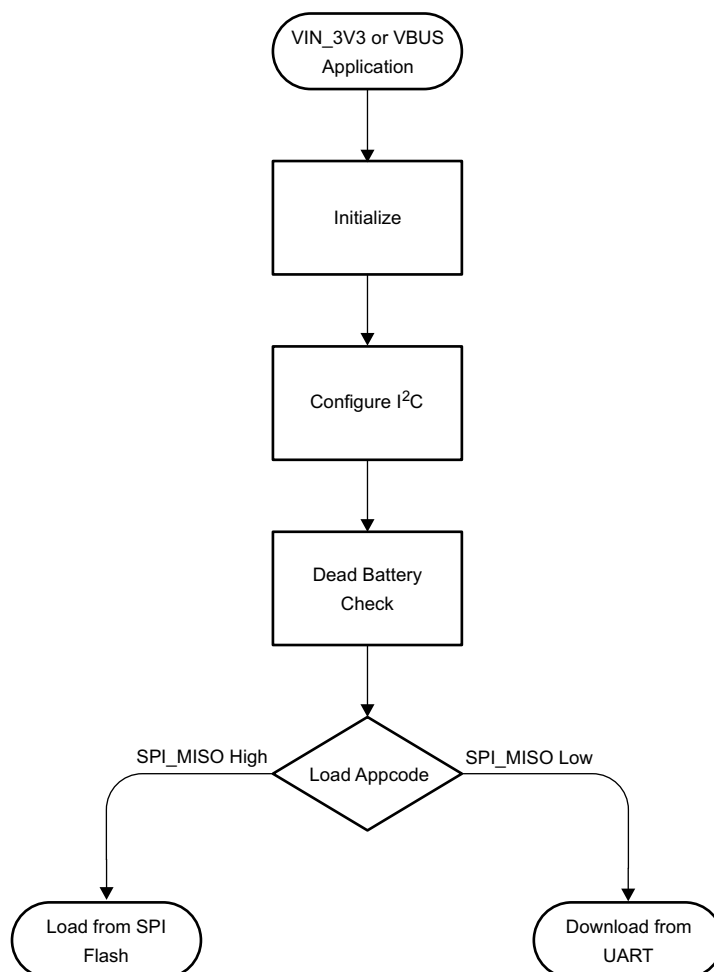 VIN_3V3 or VBUS
Application
Initialize
Configure I²C
Dead Battery
Check
SPI_MISO High
Load Appcode
SPI_MISO Low
Load from SPI
Flash
Download from
UART